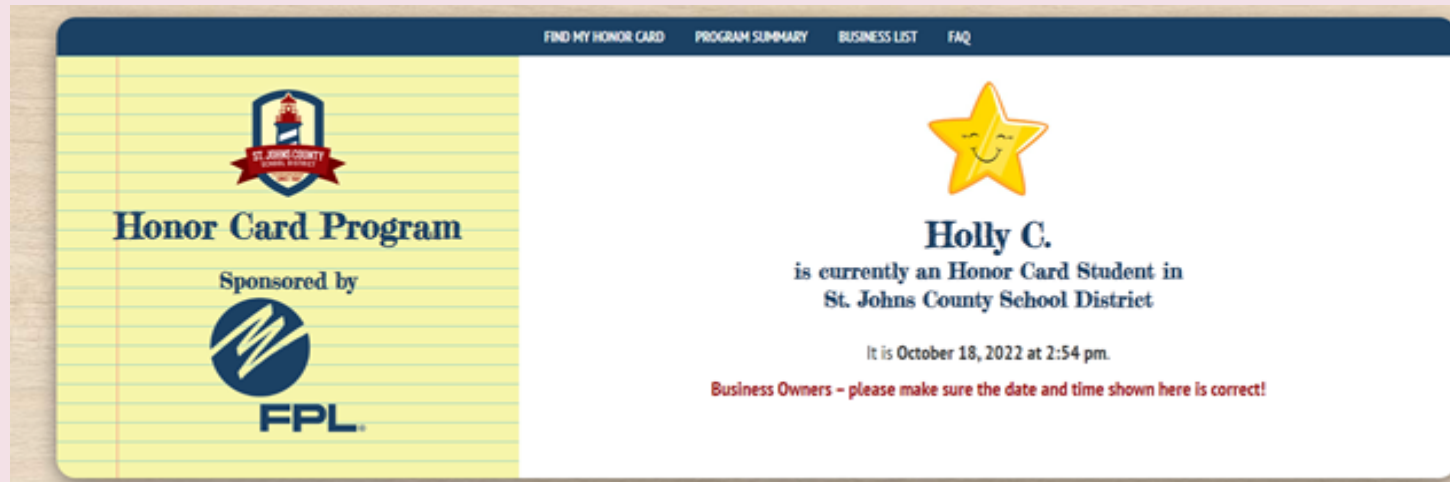 FIND MY HONOR CARD PROGRAM SUMMARY BUSINESS LIST FAQ
ST. JOHNS COUNTY
SCHOOL DISTRICT
Honor Card Program
Sponsored by
FPL
Holly C.
is currently an Honor Card Student in
St. Johns County School District
It is October 18, 2022 at 2:54 pm.
Business Owners – please make sure the date and time shown here is correct!